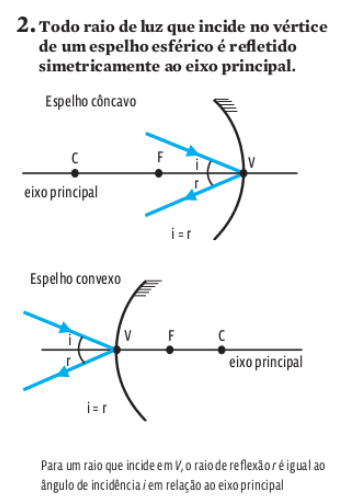 2. Todo raio de luz que incide no vértice
de um espelho esférico é refletido
simetricamente ao eixo principal.
Espelho côncavo
C
F
i
V
r
eixo principal
i = r
Espelho convexo
V
F
C
i
r
eixo principal
i = r
Para um raio que incide em V, o raio de reflexão r é igual ao
ângulo de incidência i em relação ao eixo principal